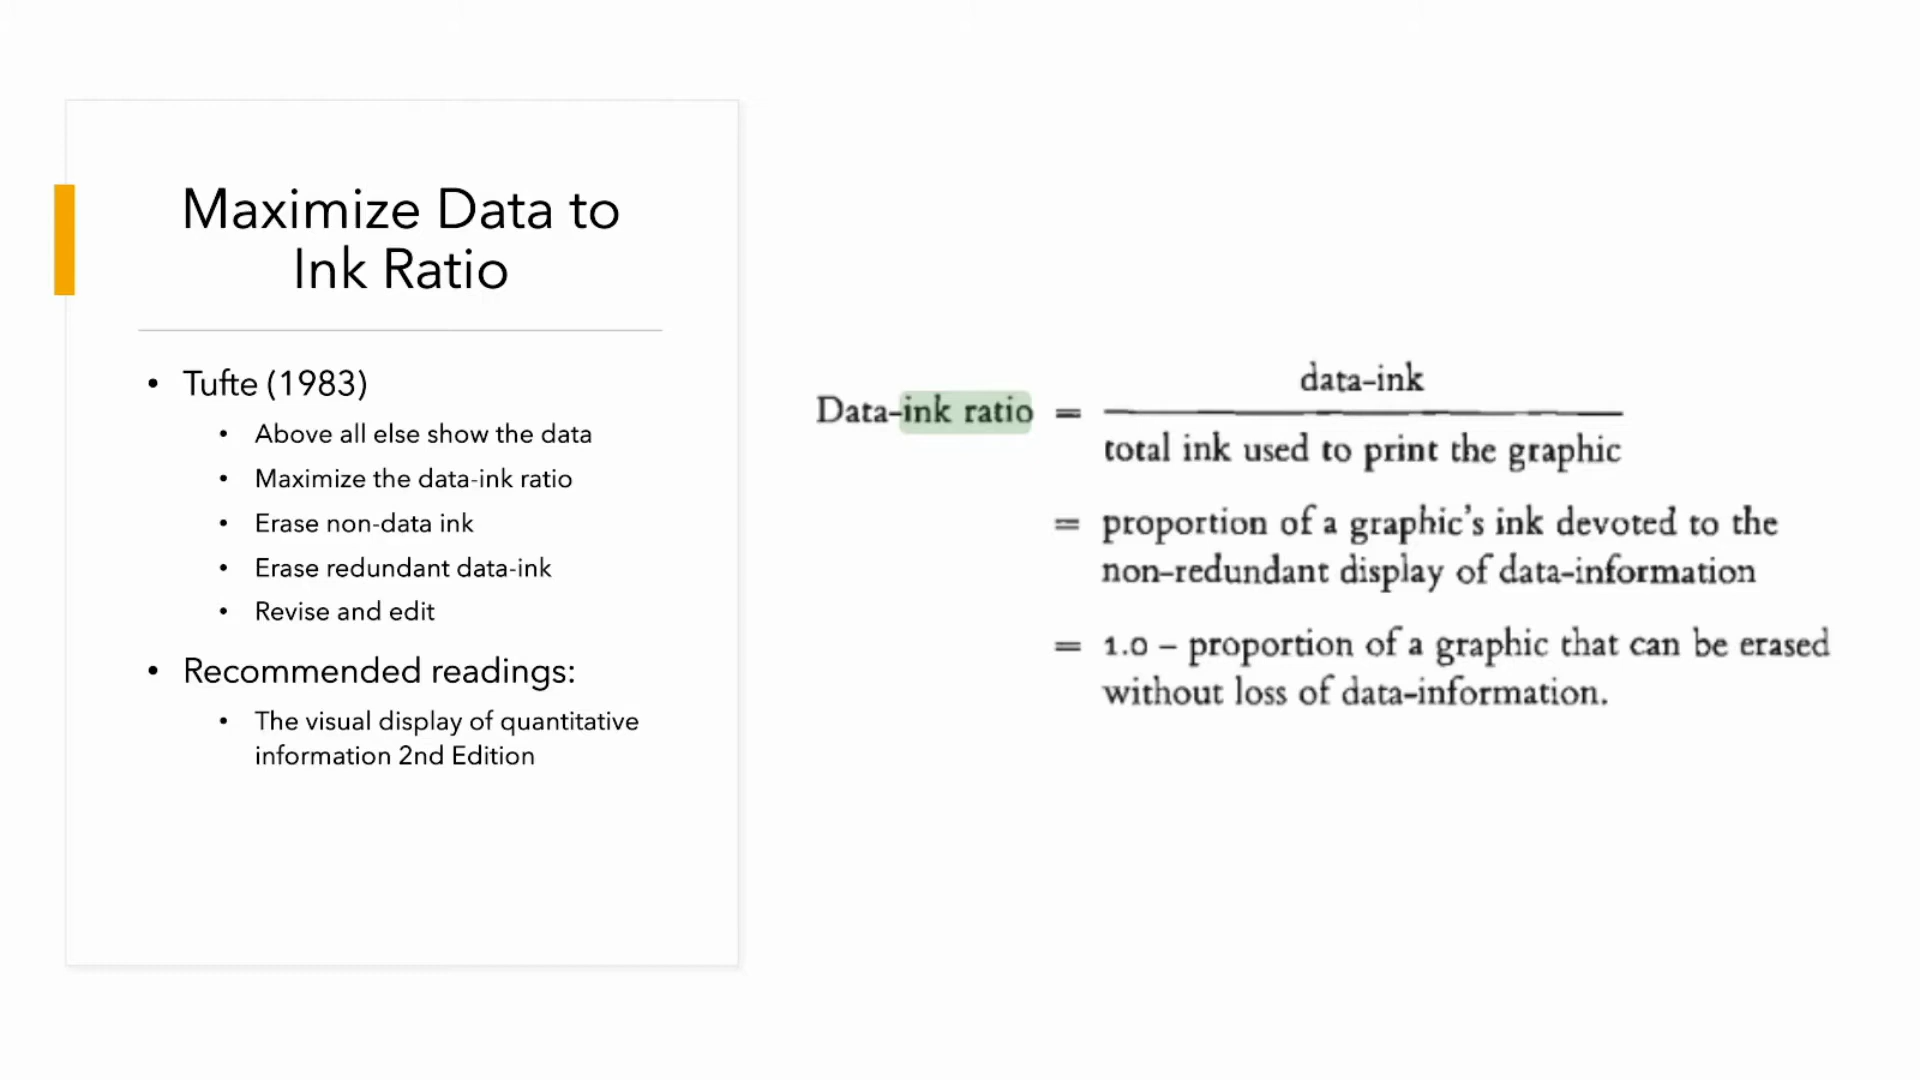 Maximize Data to
Ink Ratio
• Tufte (1983)
• Above all else show the data
• Maximize the data-ink ratio
• Erase non-data ink
• Erase redundant data-ink
• Revise and edit
• Recommended readings:
• The visual display of quantitative
information 2nd Edition
data-ink
Data-ink ratio =
total ink used to print the graphic
= proportion of a graphic's ink devoted to the
non-redundant display of data-information
= 1.0 – proportion of a graphic that can be erased
without loss of data-information.